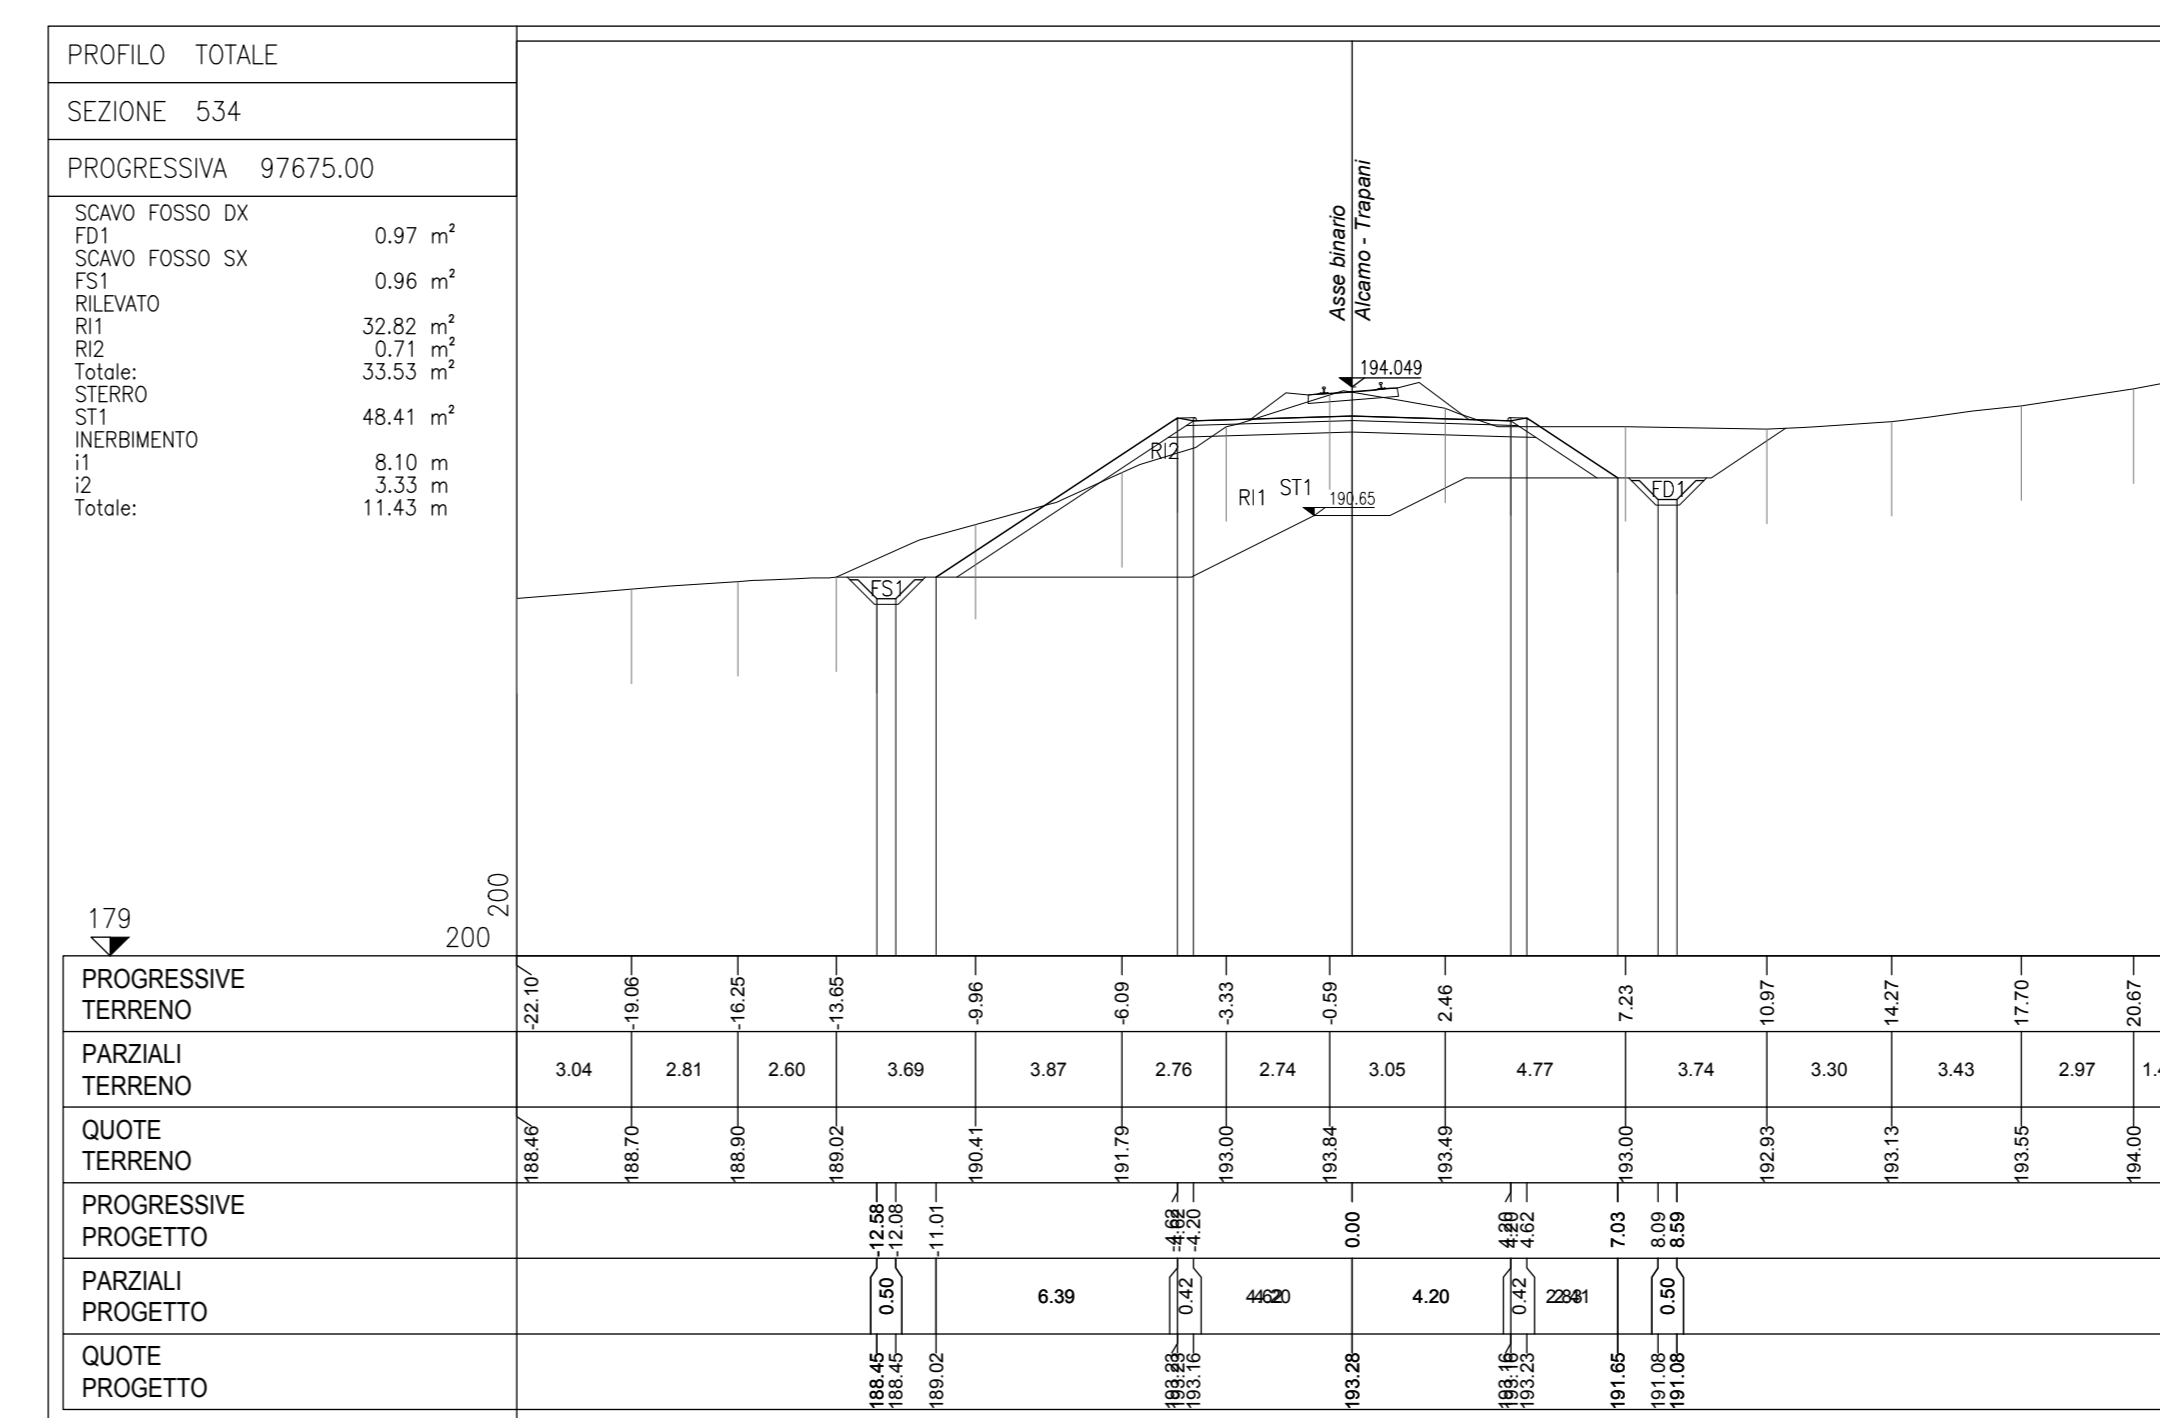 PROFILO TOTALE
SEZIONE 534
PROGRESSIVA 97675.00
SCAVO FOSSO DX
FD1 0.97 m²
SCAVO FOSSO SX
FS1 0.96 m²
RILEVATO
RI1 32.82 m²
RI2 0.71 m²
Totale: 33.53 m²
STERRO
ST1 48.41 m²
INERBIMENTO
i1 8.10 m
i2 3.33 m
Totale: 11.43 m
Asse binario
Alcamo - Trapani
194.049
RI2
RI1
ST1
190.65
FD1
FS1
179
200
200
PROGRESSIVE
TERRENO
-22.10 -19.06 -16.25 -13.65 -9.96 -6.09 -3.33 -0.59 2.46 7.23 10.97 14.27 17.70 20.67
PARZIALI
TERRENO
3.04 2.81 2.60 3.69 3.87 2.76 2.74 3.05 4.77 3.74 3.30 3.43 2.97
QUOTE
TERRENO
188.46 188.70 188.90 189.02 190.41 191.79 193.00 193.84 193.49 193.00 192.93 193.13 193.55 194.00
PROGRESSIVE
PROGETTO
-12.58 -12.08 -11.01 -4.62 -4.20 0.00 4.20 4.62 7.03 8.09 8.59
PARZIALI
PROGETTO
0.50 6.39 0.42 4.20 0.42 0.50
QUOTE
PROGETTO
188.45 188.45 189.02 193.23 193.16 193.28 193.16 193.23 191.65 191.08 191.08